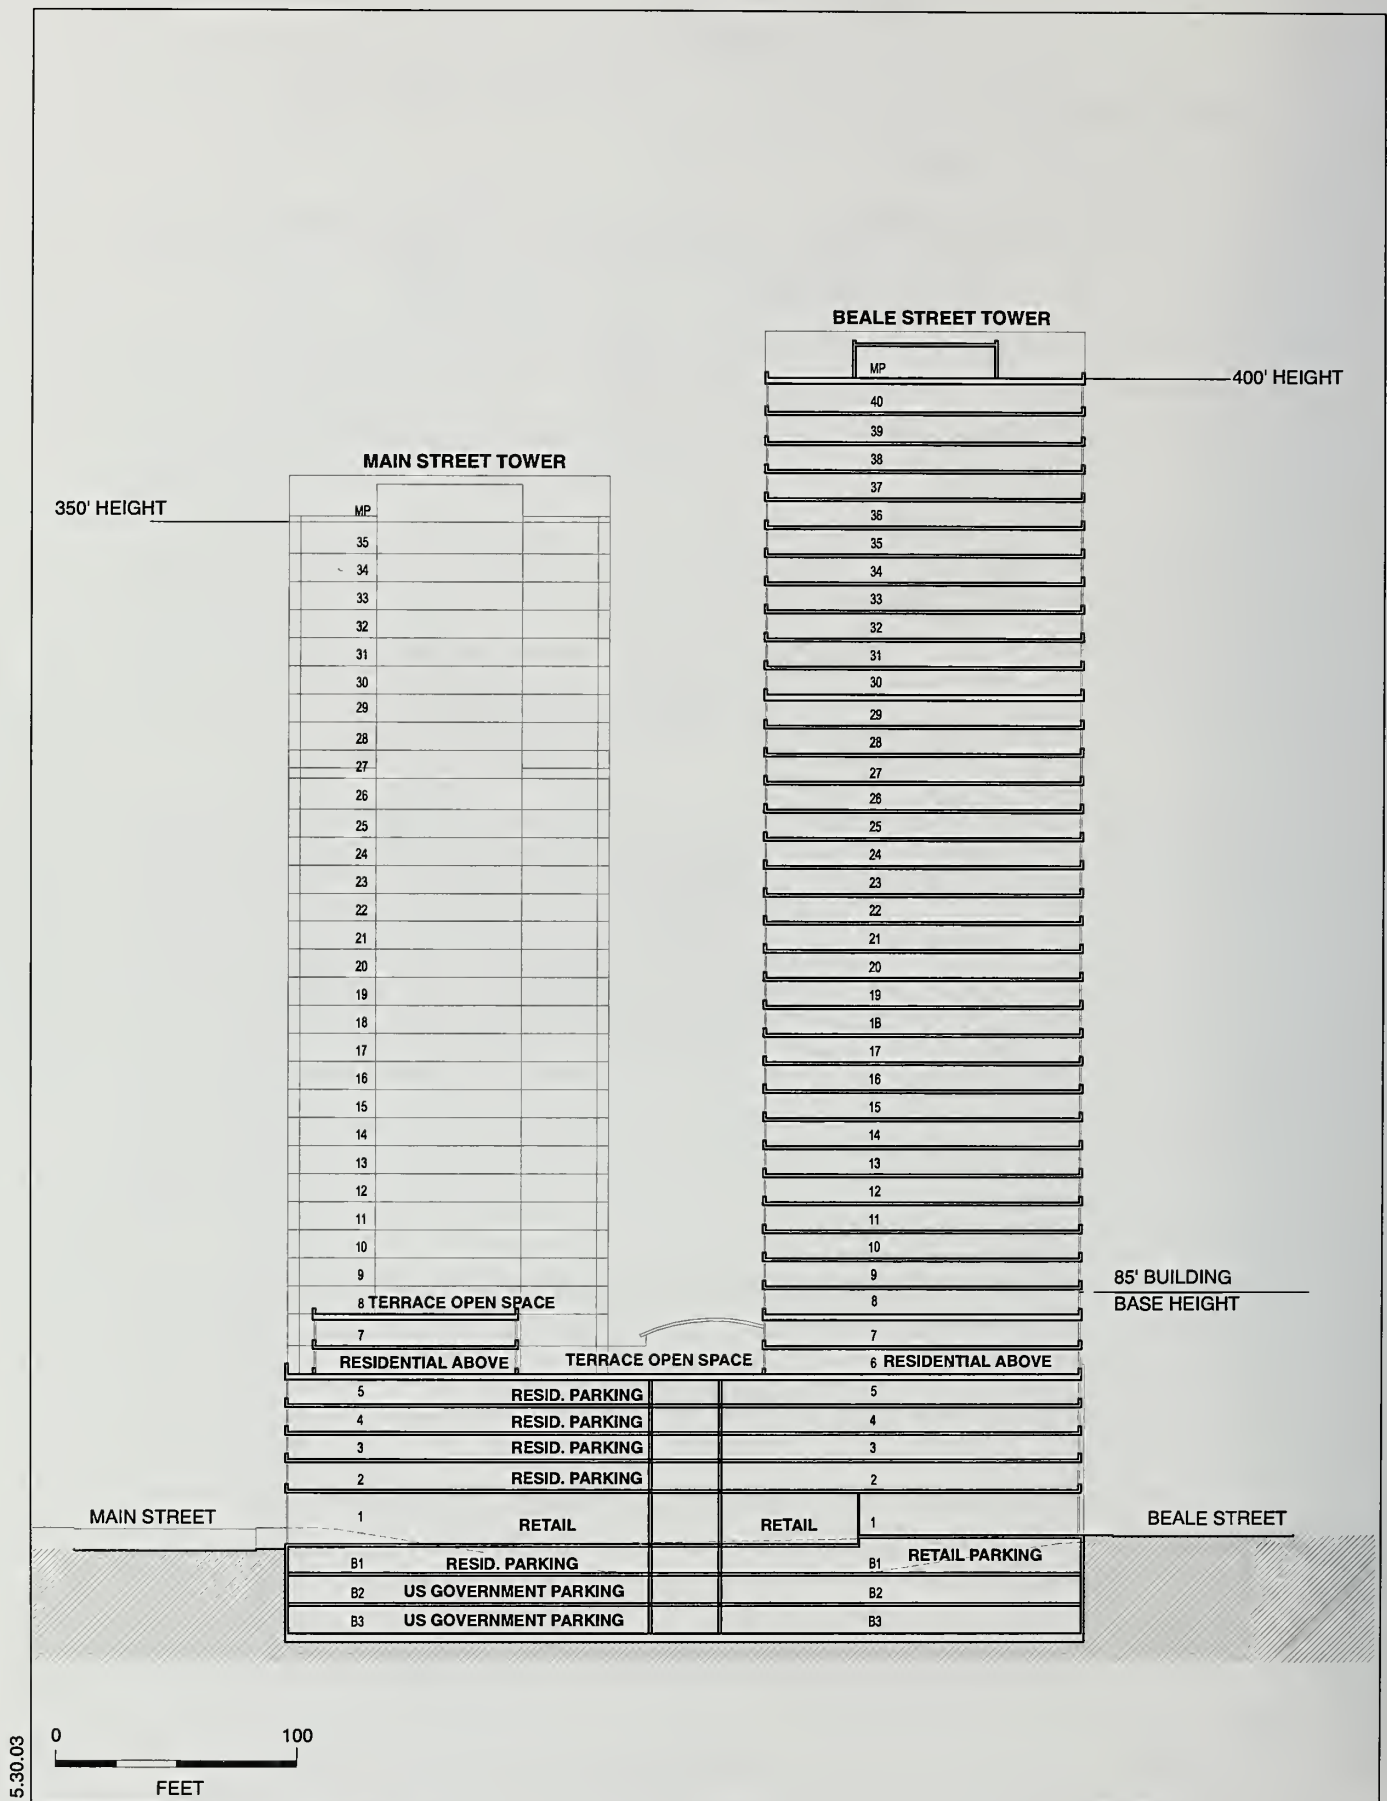 BEALE STREET TOWER
MP
400' HEIGHT
40
39
38
MAIN STREET TOWER
37
350' HEIGHT
MP
36
35
35
34
34
33
33
32
32
31
31
30
30
29
29
28
28
27
27
26
26
25
25
24
24
23
23
22
22
21
21
20
20
19
19
18
1B
17
17
16
16
15
15
14
14
13
13
12
12
11
11
10
10
9
9
85' BUILDING
BASE HEIGHT
8 TERRACE OPEN SPACE
8
7
7
RESIDENTIAL ABOVE
TERRACE OPEN SPACE
6 RESIDENTIAL ABOVE
5 RESID. PARKING 5
4 RESID. PARKING 4
3 RESID. PARKING 3
2 RESID. PARKING 2
MAIN STREET
1 RETAIL
RETAIL 1
BEALE STREET
B1 RESID. PARKING
B1 RETAIL PARKING
B2 US GOVERNMENT PARKING B2
B3 US GOVERNMENT PARKING B3
0 100
FEET
5.30.03